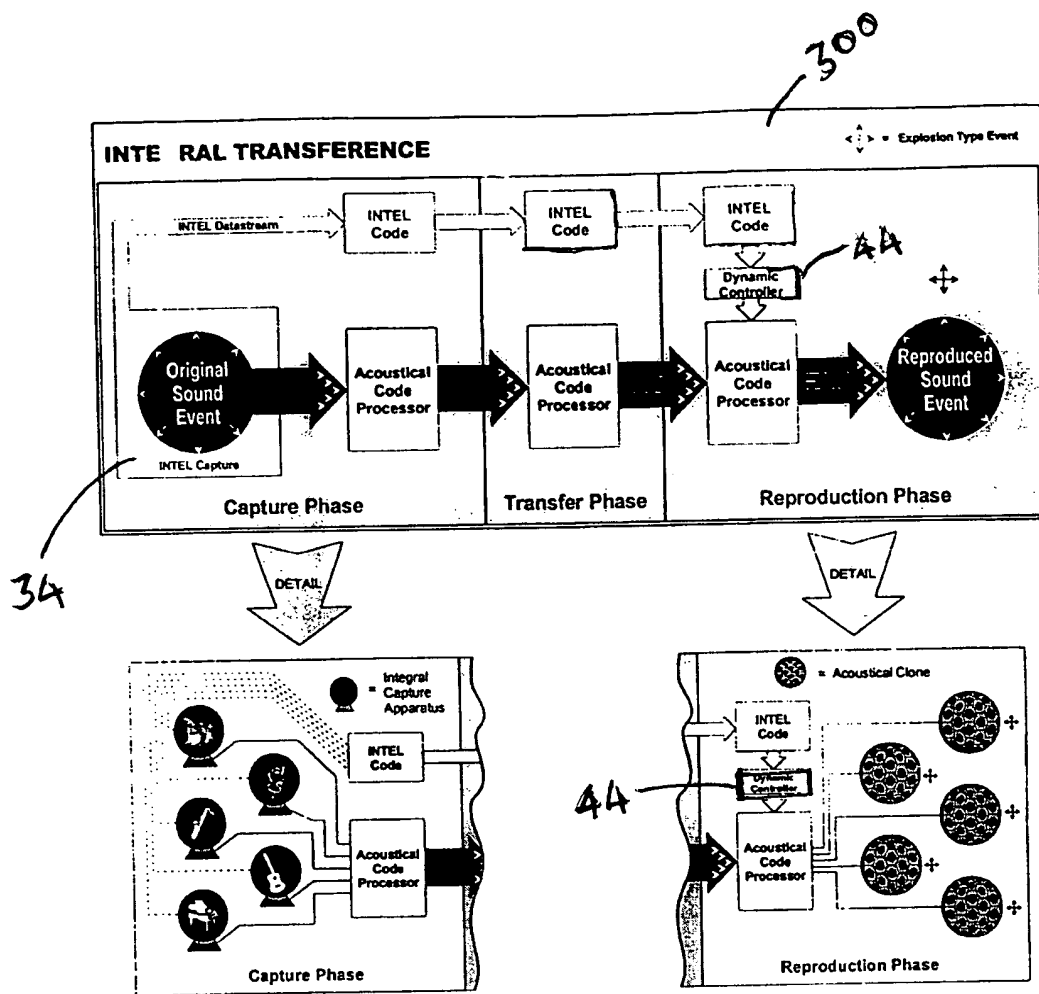 300
INTE RAL TRANSFERENCE
= Explosion Type Event
INTEL Datastream
INTEL
Code
INTEL
Code
INTEL
Code
44
Dynamic
Controller
Original
Sound
Event
Acoustical
Code
Processor
Acoustical
Code
Processor
Acoustical
Code
Processor
Reproduced
Sound
Event
INTEL Capture
Capture Phase
Transfer Phase
Reproduction Phase
34
DETAIL
DETAIL
= Integral
Capture
Apparatus
INTEL
Code
Acoustical
Code
Processor
Capture Phase
= Acoustical Clone
INTEL
Code
44
Dynamic
Controller
Acoustical
Code
Processor
Reproduction Phase